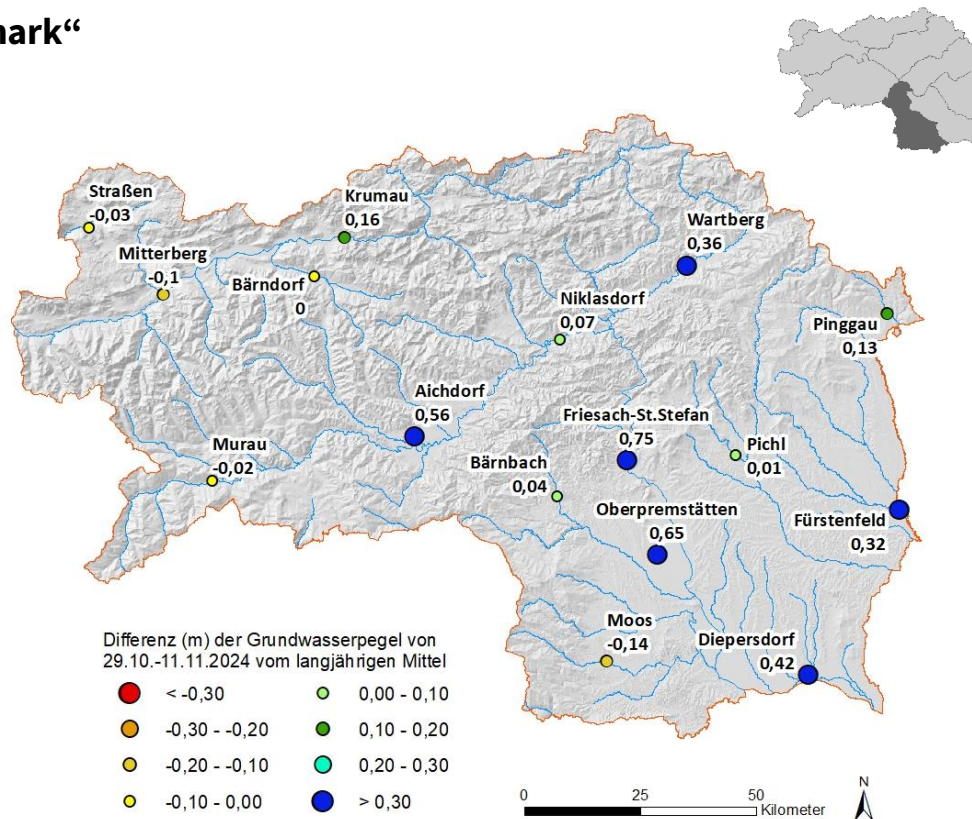 nark“
Straßen
-0,03
Krumau
0,16
Wartberg
0,36
Mitterberg
-0,1
Bärndorf
0
Niklasdorf
0,07
Pinggau
0,13
Aichdorf
0,56
Friesach-St.Stefan
0,75
Pichl
0,01
Murau
-0,02
Bärnbach
0,04
Oberpremstätten
0,65
Fürstenfeld
0,32
Moos
-0,14
Diepersdorf
0,42
Differenz (m) der Grundwasserpegel von
29.10.-11.11.2024 vom langjährigen Mittel
< -0,30
-0,30 - -0,20
-0,20 - -0,10
-0,10 - 0,00
0,00 - 0,10
0,10 - 0,20
0,20 - 0,30
> 0,30
0 25 50
Kilometer
N